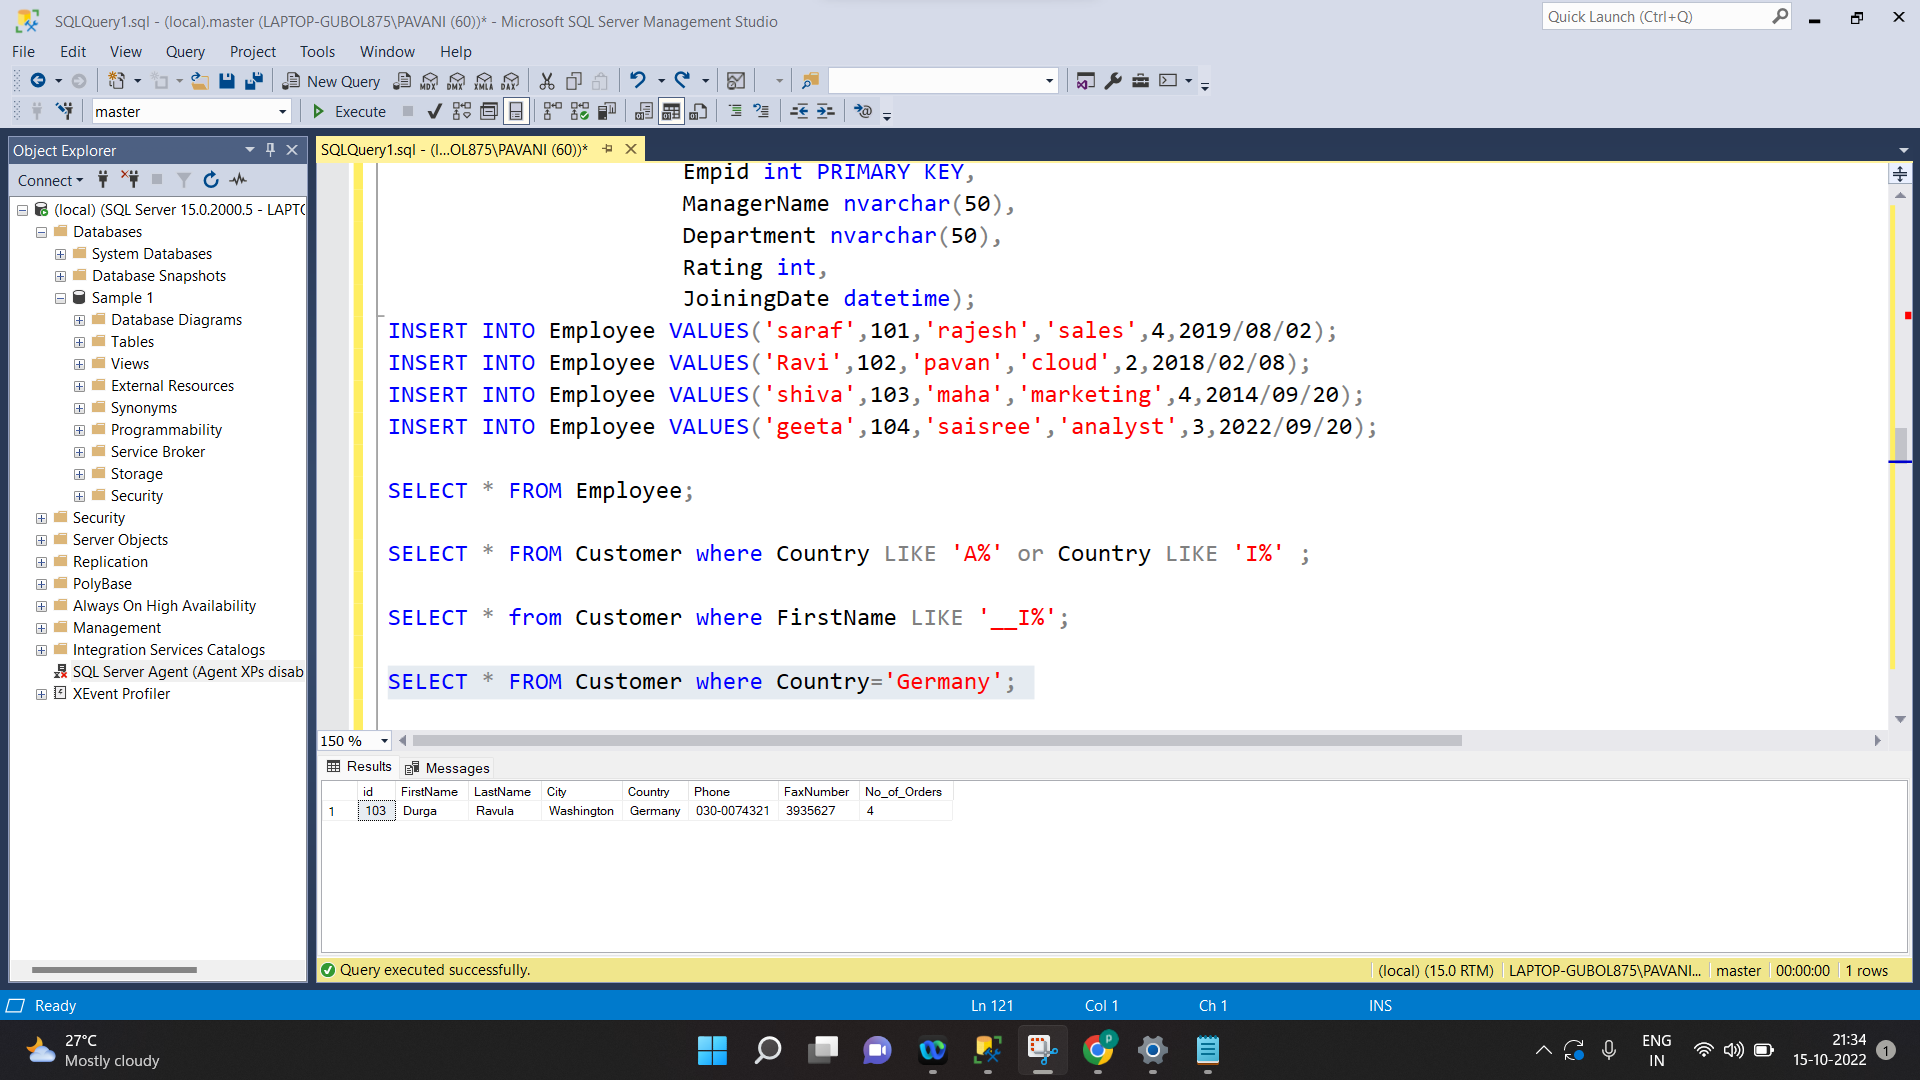 SQLQuery1.sql - (local).master (LAPTOP-GUBOL875\PAVANI (60))* - Microsoft SQL Server Management Studio
Quick Launch (Ctrl+Q)
File Edit View Query Project Tools Window Help
New Query
MDX DMX XMLA DAX
master
Execute
Object Explorer
Connect
(local) (SQL Server 15.0.2000.5 - LAPTO
Databases
System Databases
Database Snapshots
Sample 1
Database Diagrams
Tables
Views
External Resources
Synonyms
Programmability
Service Broker
Storage
Security
Security
Server Objects
Replication
PolyBase
Always On High Availability
Management
Integration Services Catalogs
SQL Server Agent (Agent XPs disab
XEvent Profiler
SQLQuery1.sql - (l...OL875\PAVANI (60))*
Empid int PRIMARY KEY,
ManagerName nvarchar(50),
Department nvarchar(50),
Rating int,
JoiningDate datetime);
INSERT INTO Employee VALUES('saraf',101,'rajesh','sales',4,2019/08/02);
INSERT INTO Employee VALUES('Ravi',102,'pavan','cloud',2,2018/02/08);
INSERT INTO Employee VALUES('shiva',103,'maha','marketing',4,2014/09/20);
INSERT INTO Employee VALUES('geeta',104,'saisree','analyst',3,2022/09/20);
SELECT * FROM Employee;
SELECT * FROM Customer where Country LIKE 'A%' or Country LIKE 'I%' ;
SELECT * from Customer where FirstName LIKE '__I%';
SELECT * FROM Customer where Country='Germany';
150 %
Results Messages
id FirstName LastName City Country Phone FaxNumber No_of_Orders
1 103 Durga Ravula Washington Germany 030-0074321 3935627 4
Query executed successfully.
(local) (15.0 RTM) LAPTOP-GUBOL875\PAVANI... master 00:00:00 1 rows
Ready
Ln 121 Col 1 Ch 1 INS
27°C
Mostly cloudy
P
ENG
IN
21:34
15-10-2022
1